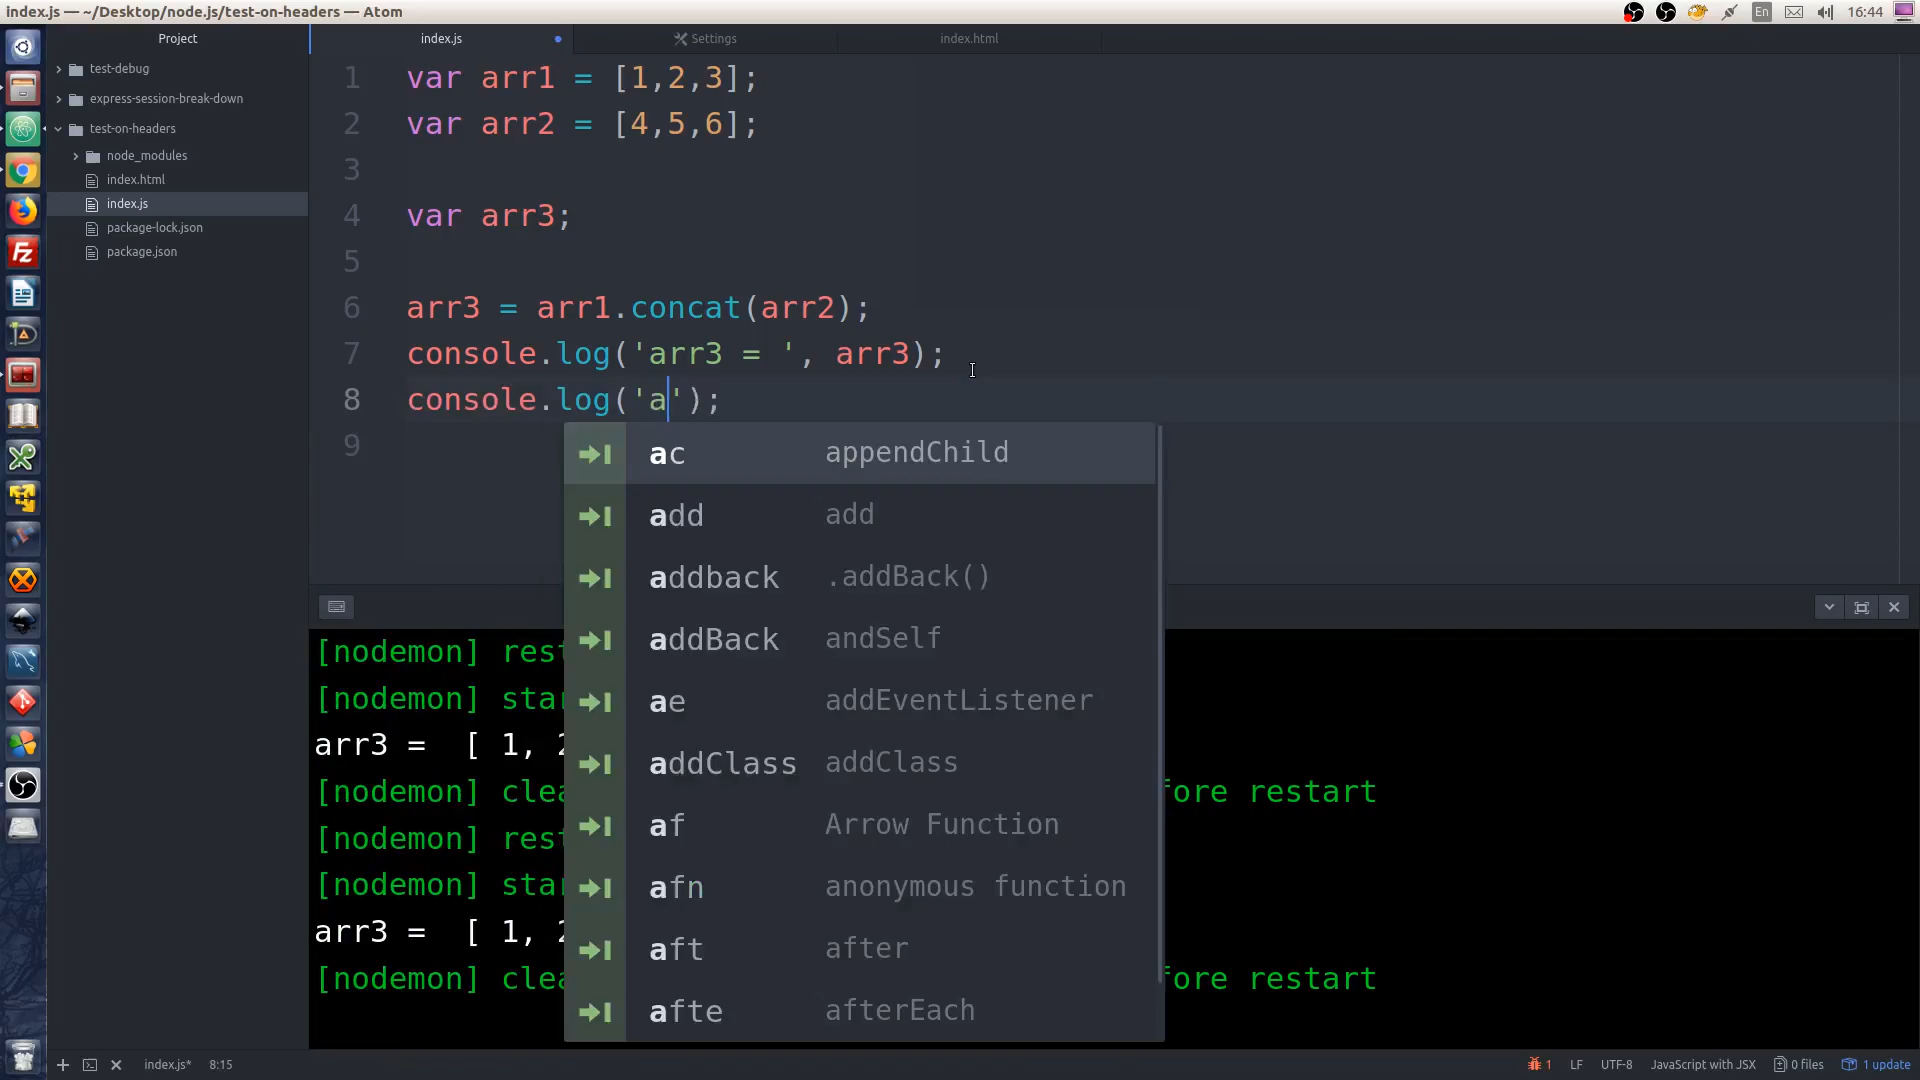 index.js — ~/Desktop/node.js/test-on-headers — Atom
En
16:44
Project
test-debug
express-session-break-down
test-on-headers
node_modules
index.html
index.js
package-lock.json
package.json
index.js
Settings
index.html
1 var arr1 = [1,2,3];
2 var arr2 = [4,5,6];
3
4 var arr3;
5
6 arr3 = arr1.concat(arr2);
7 console.log('arr3 = ', arr3);
8 console.log('a');
9
ac appendChild
add add
addback .addBack()
addBack andSelf
ae addEventListener
addClass addClass
af Arrow Function
afn anonymous function
aft after
afte afterEach
[nodemon] rest
[nodemon] star
arr3 = [ 1, 2
[nodemon] clea fore restart
[nodemon] rest
[nodemon] star
arr3 = [ 1, 2
[nodemon] clea fore restart
index.js* 8:15
1 LF UTF-8 JavaScript with JSX 0 files 1 update